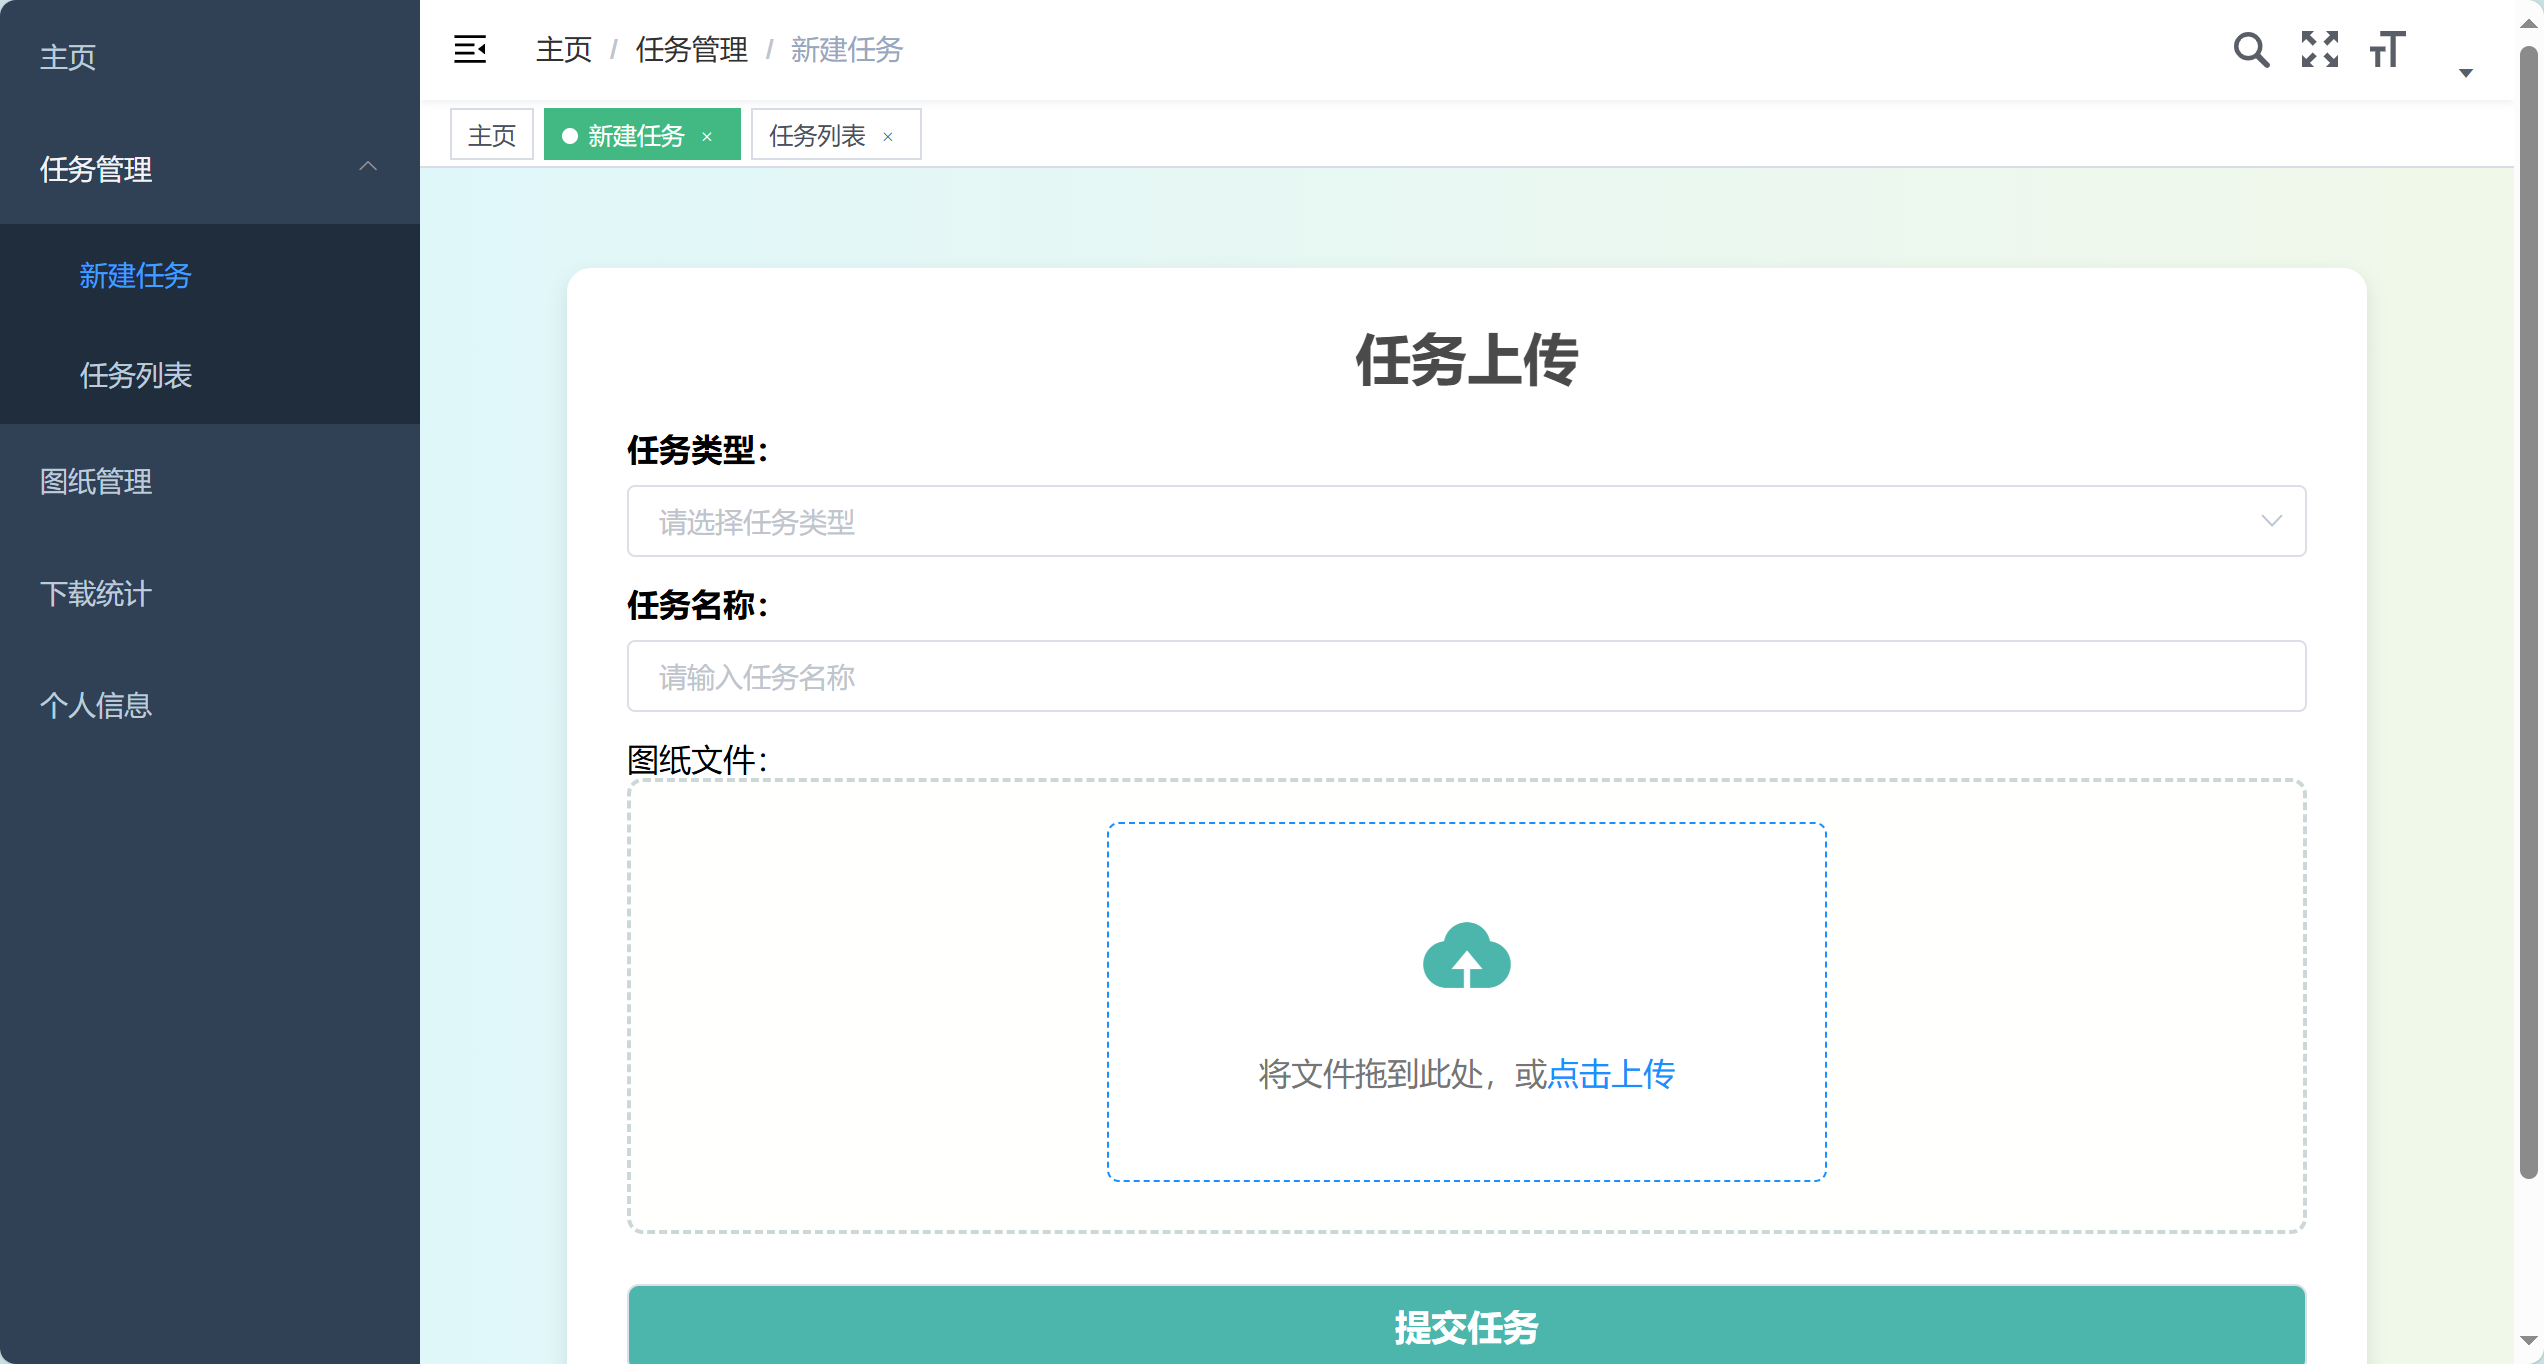 主页
任务管理
新建任务
任务列表
图纸管理
下载统计
个人信息
主页 / 任务管理 / 新建任务
主页
新建任务 ×
任务列表 ×
任务上传
任务类型：
请选择任务类型
任务名称：
请输入任务名称
图纸文件：
将文件拖到此处，或点击上传
提交任务